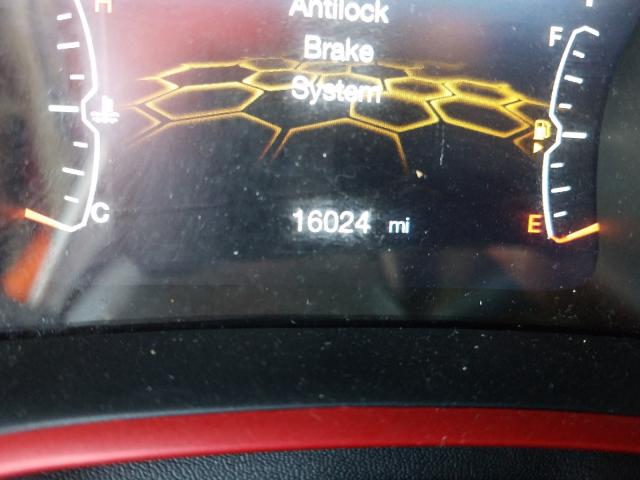 H
Antilock
Brake
System
F
C
16024 mi
E